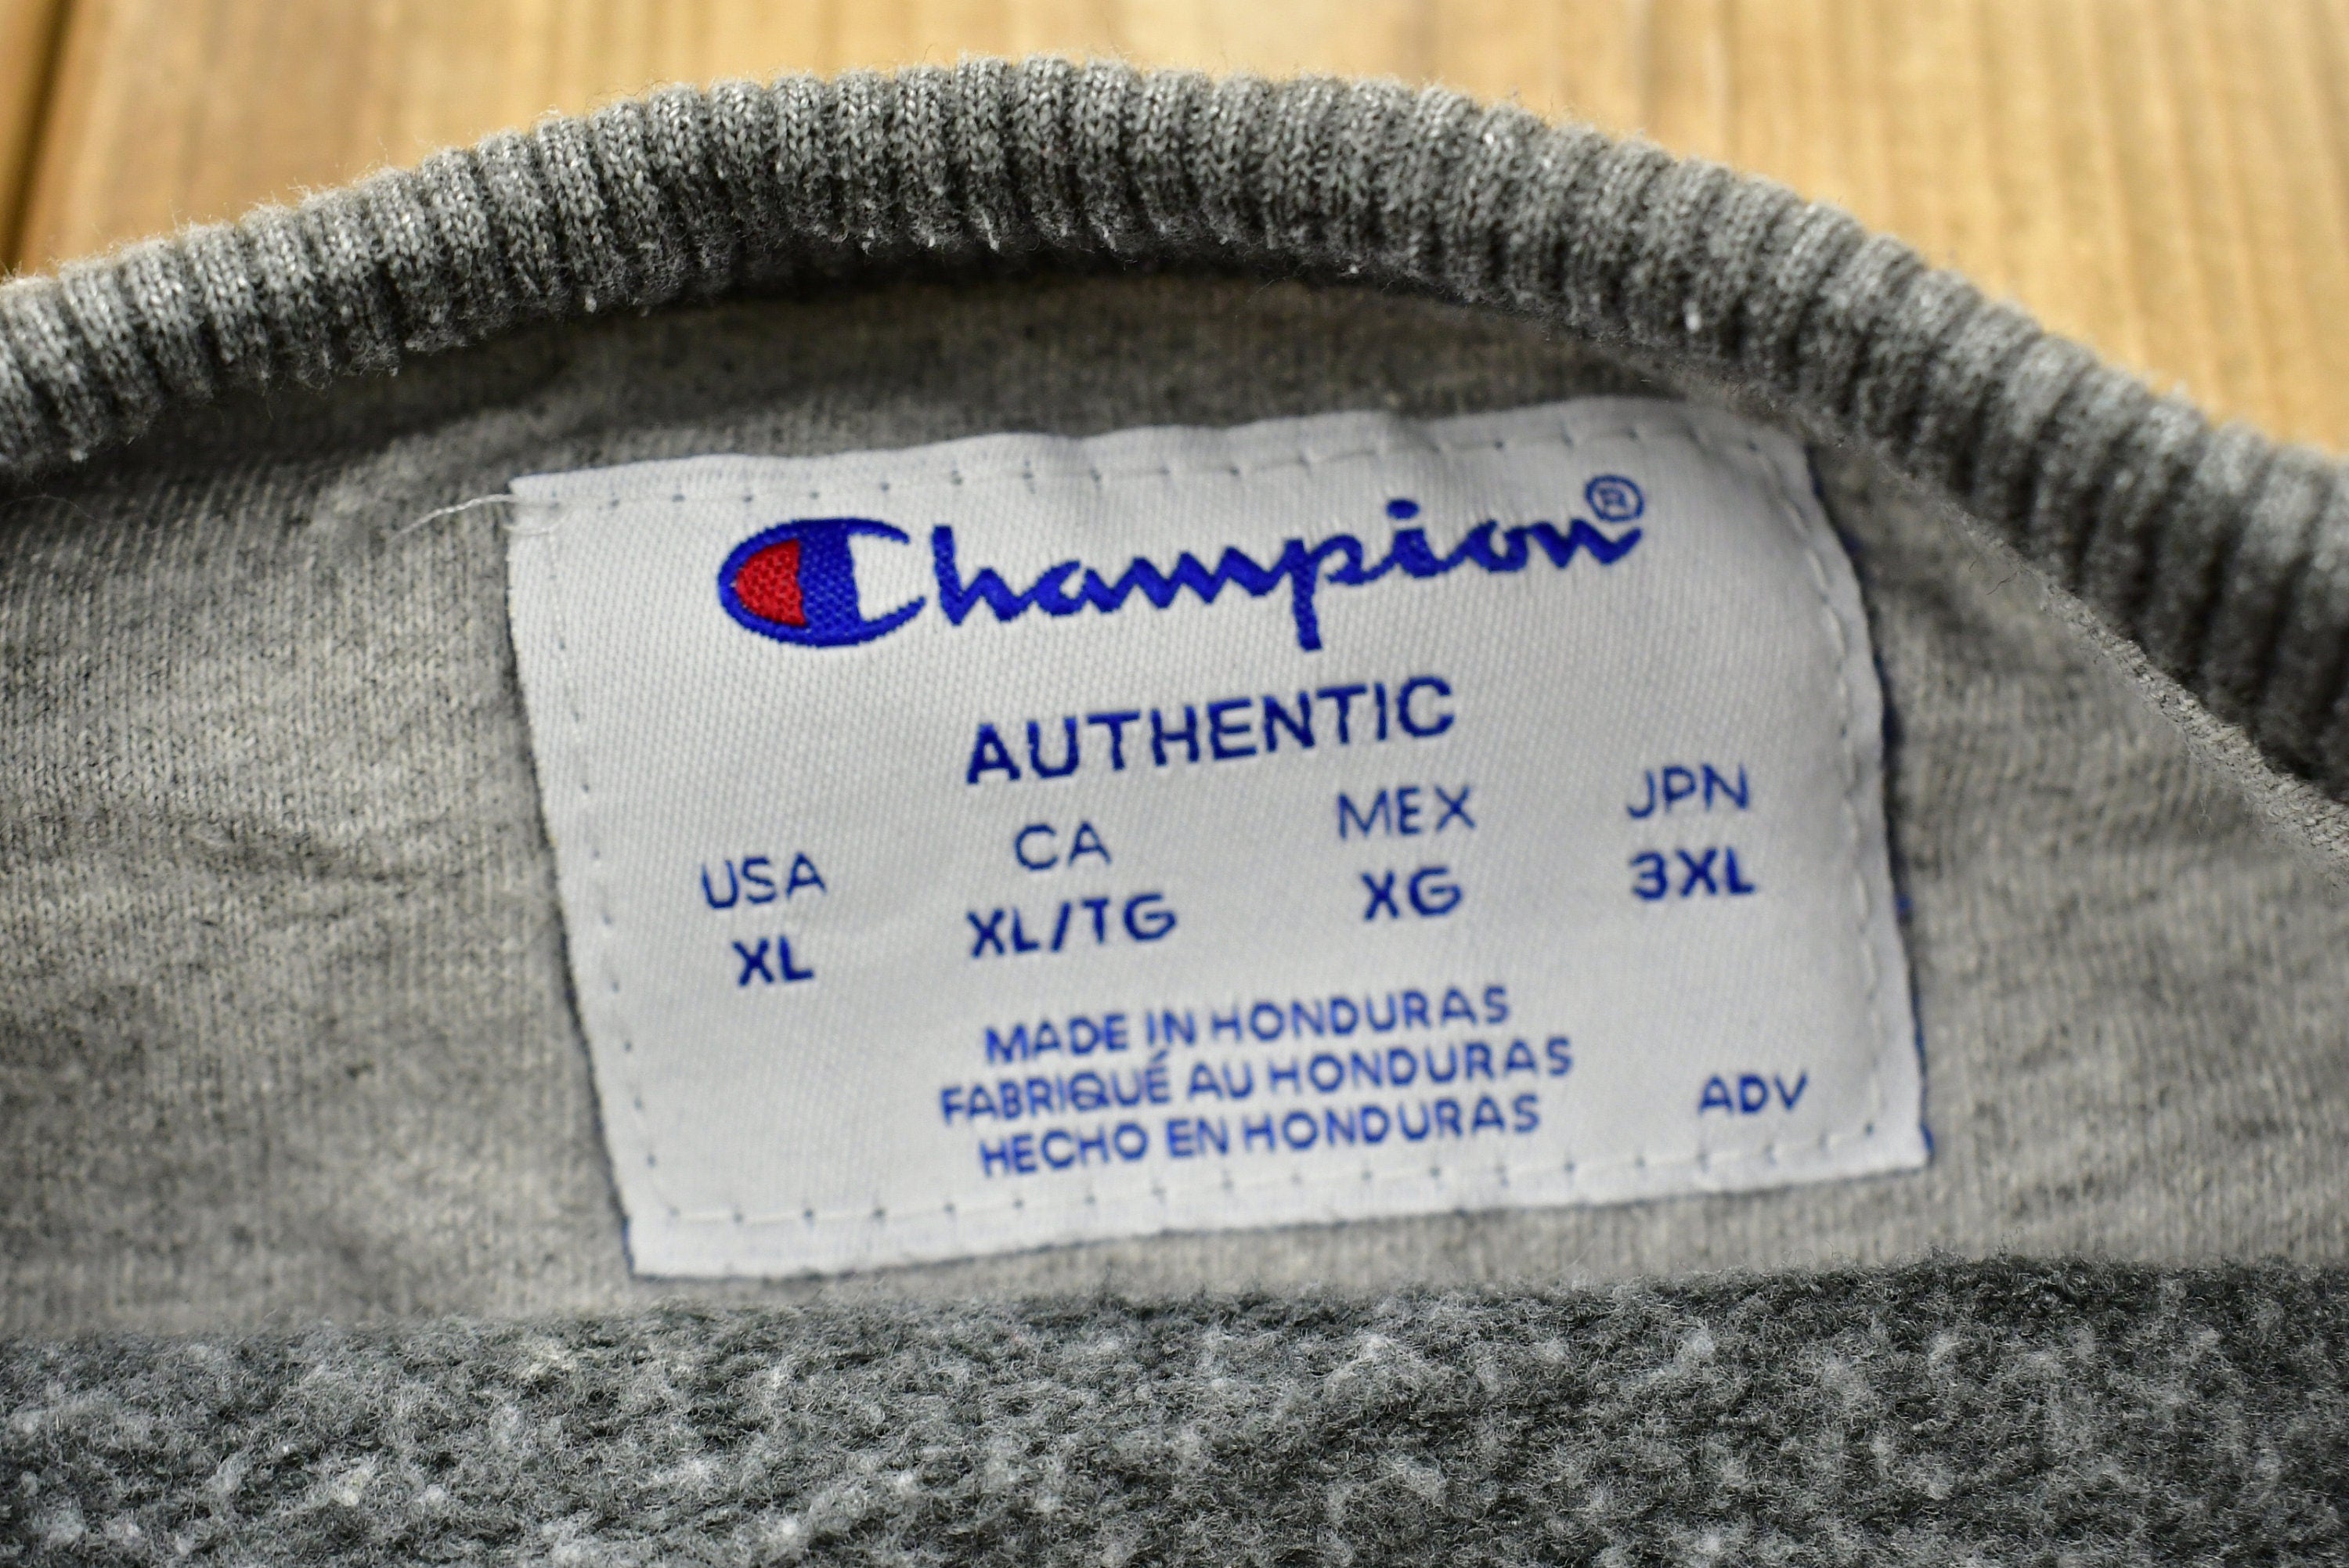 Champion®
AUTHENTIC
USA CA MEX JPN
XL XL/TG XG 3XL
MADE IN HONDURAS
FABRIQUÉ AU HONDURAS
HECHO EN HONDURAS ADV